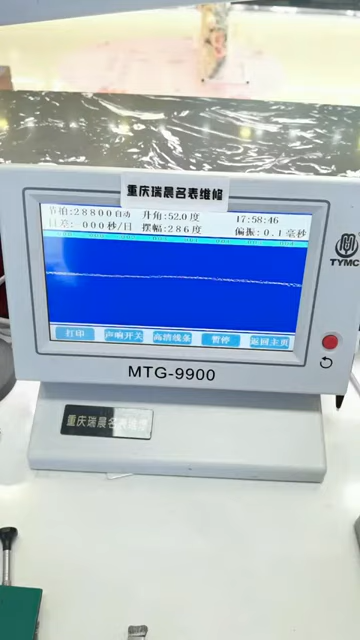 重庆瑞晨名表维修
节拍:28800自动 升角:52.0度 17:58:46
日差: 000秒/日 摆幅:286度 偏振:0.1毫秒
TYMC
打印 声响开关 高清线条 暂停 返回主页
MTG-9900
重庆瑞晨名表维修